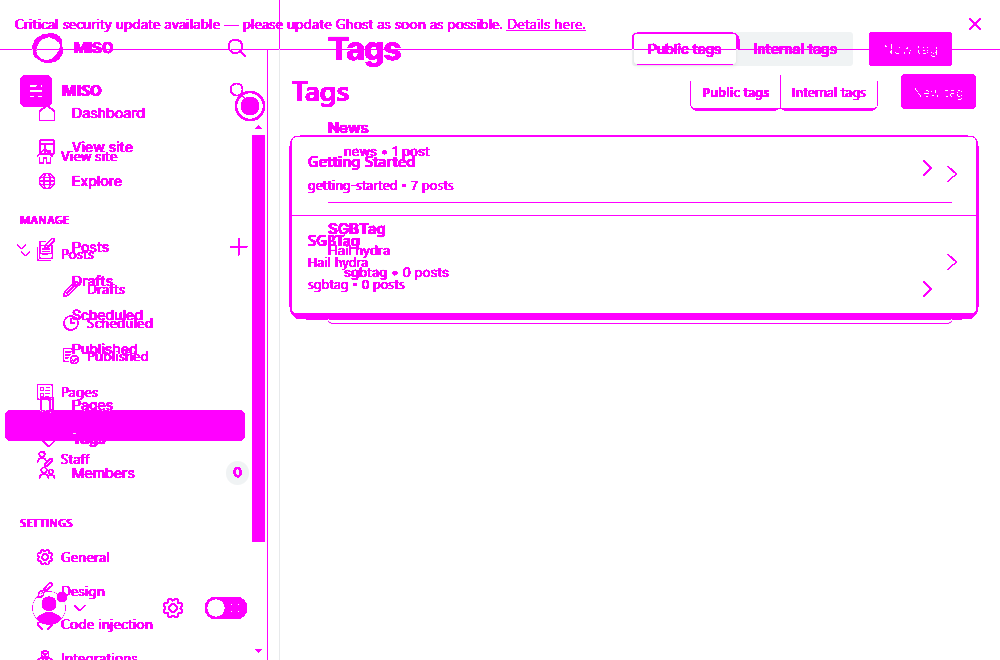 Critical security update available — please update Ghost as soon as possible. Details here.
MISO
Tags
Public tags
Internal tags
New tag
MISO
Tags
Public tags
Internal tags
New tag
Dashboard
News
View site
news • 1 post
View site
Getting Started
Explore
getting-started • 7 posts
MANAGE
SGBTag
SGBTag
Posts
Hail hydra
Posts
Hail hydra
sgbtag • 0 posts
Drafts
sgbtag • 0 posts
Drafts
Scheduled
Scheduled
Published
Published
Pages
Pages
Tags
Staff
Members
0
SETTINGS
General
Design
Code injection
Integrations